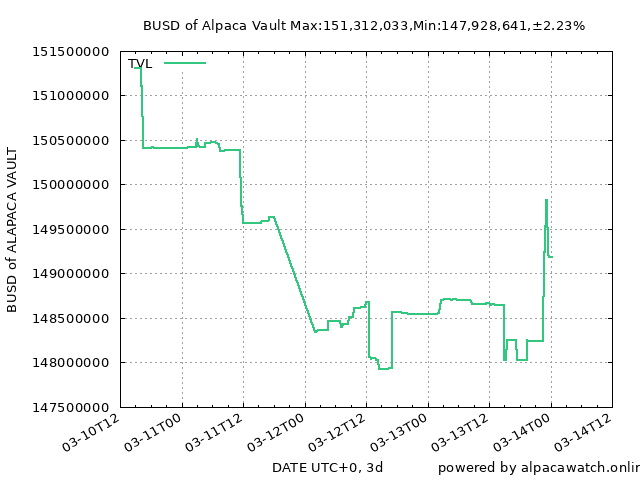 BUSD of Alpaca Vault Max:151,312,033,Min:147,928,641,±2.23%
TVL
151500000
151000000
150500000
150000000
149500000
149000000
148500000
148000000
147500000
BUSD of ALAPACA VAULT
03-10T12
03-11T00
03-11T12
03-12T00
03-12T12
03-13T00
03-13T12
03-14T00
03-14T12
DATE UTC+0, 3d
powered by alpacawatch.onlin